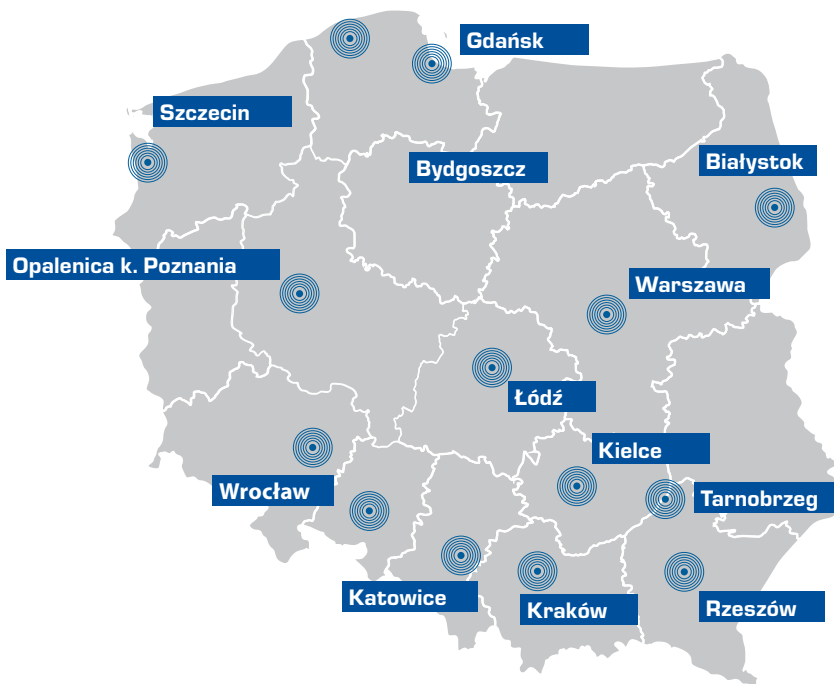 Gdańsk
Szczecin
Bydgoszcz
Białystok
Opalenica k. Poznania
Warszawa
Łódź
Kielce
Wrocław
Tarnobrzeg
Katowice
Kraków
Rzeszów